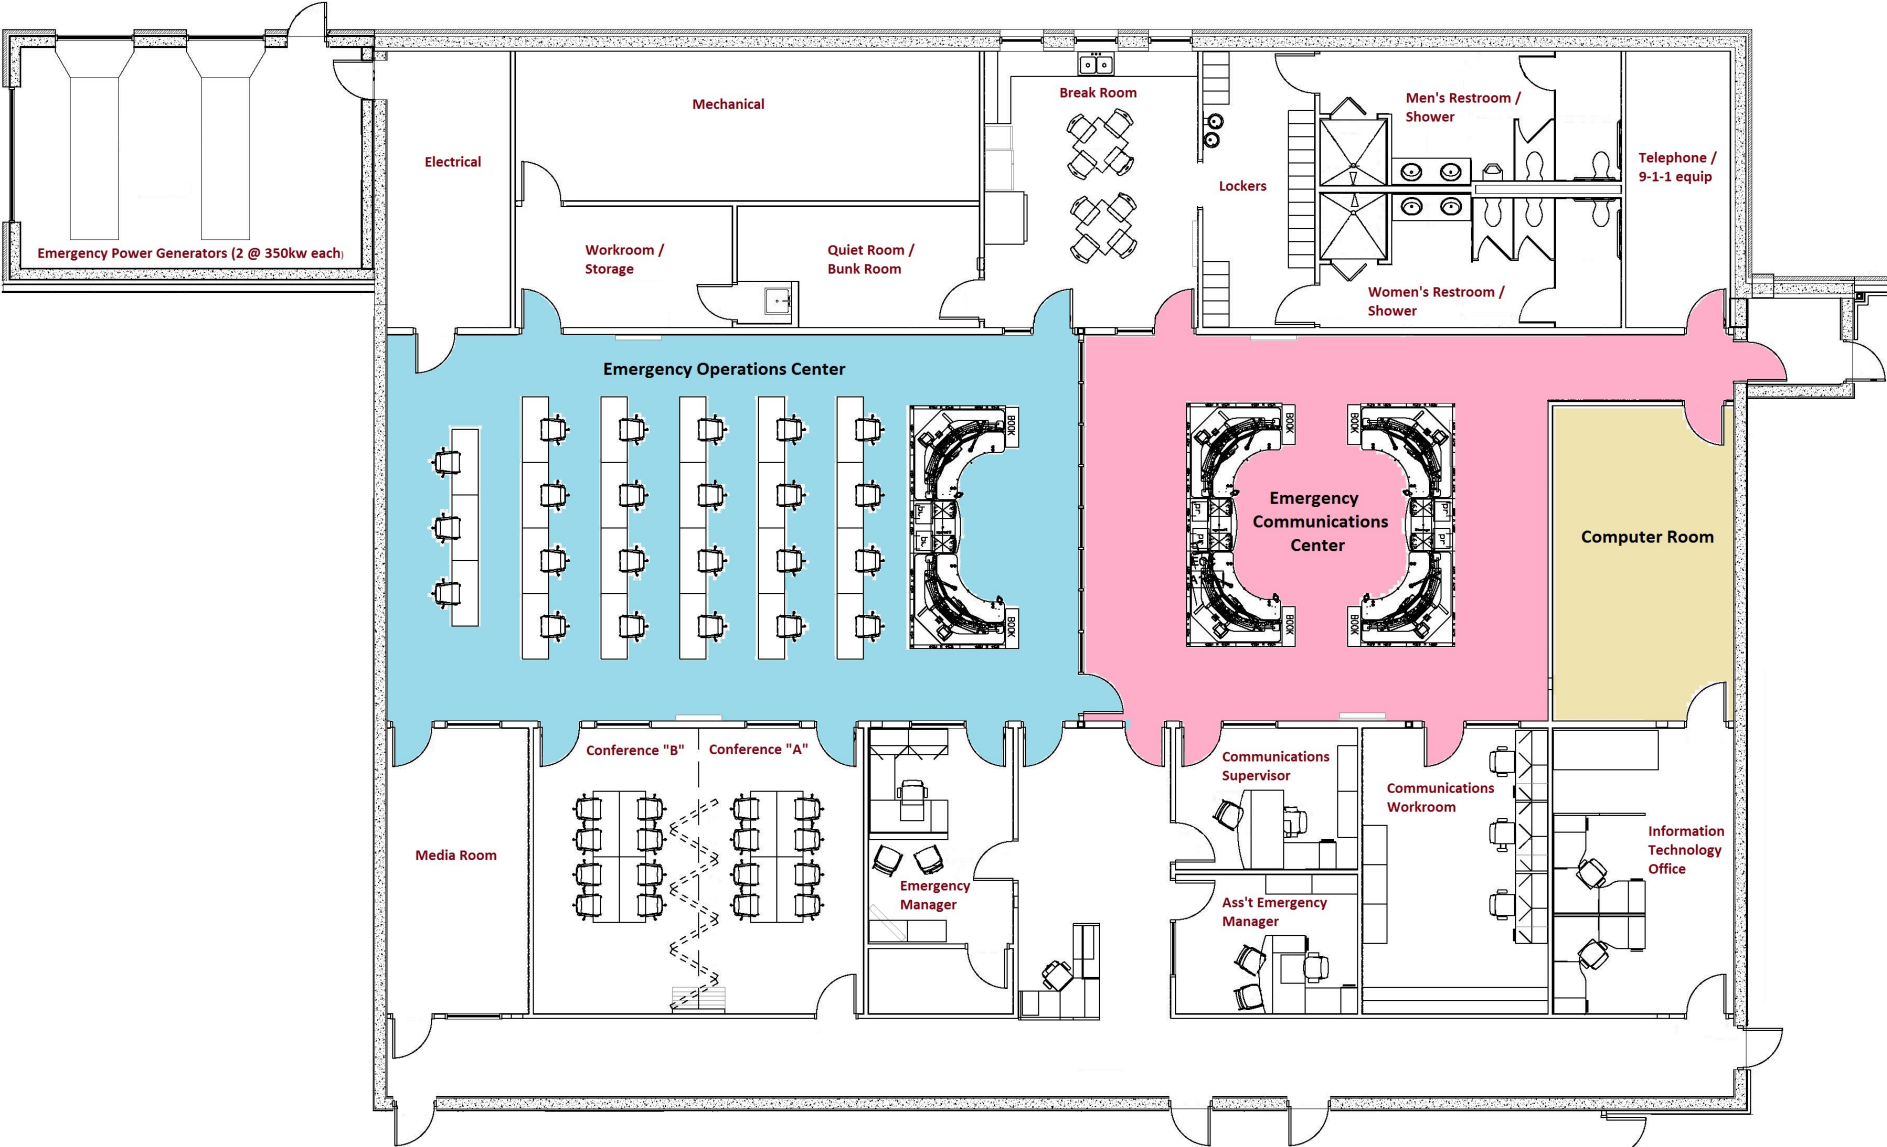 Mechanical
Break Room
Men's Restroom /
Shower
Electrical
Telephone /
9-1-1 equip
Lockers
Emergency Power Generators (2 @ 350kw each)
Workroom /
Storage
Quiet Room /
Bunk Room
Women's Restroom /
Shower
Emergency Operations Center
BOOK
BOOK
BOOK
Emergency
Communications
Center
Computer Room
BOOK
BOOK
BOOK
Conference "B"
Conference "A"
Communications
Supervisor
Communications
Workroom
Media Room
Information
Technology
Office
Emergency
Manager
Ass't Emergency
Manager